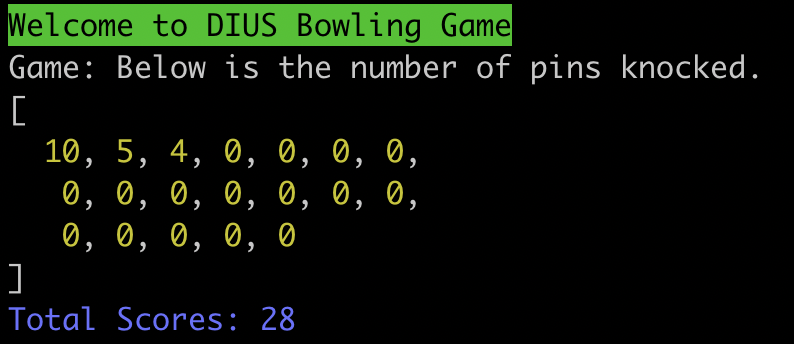 Welcome to DIUS Bowling Game
Game: Below is the number of pins knocked.
[
  10, 5, 4, 0, 0, 0, 0,
   0, 0, 0, 0, 0, 0, 0,
   0, 0, 0, 0, 0
]
Total Scores: 28